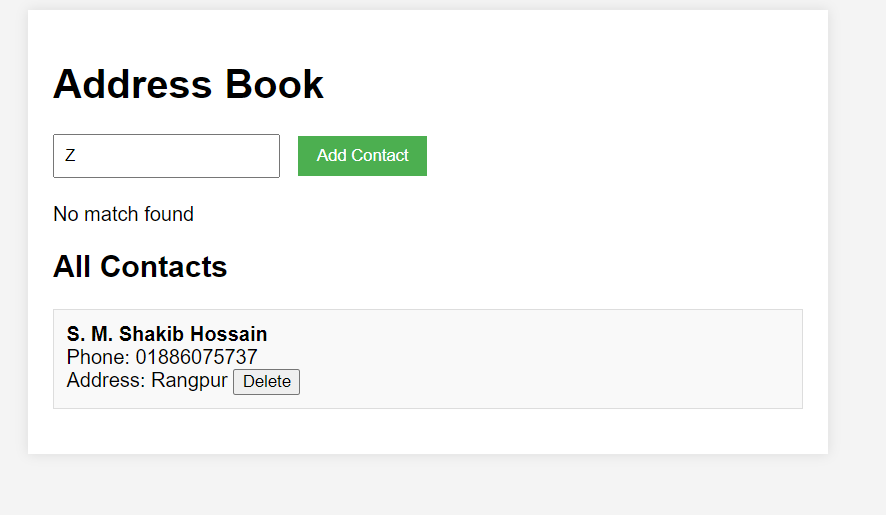 Address Book
Z
Add Contact
No match found
All Contacts
S. M. Shakib Hossain
Phone: 01886075737
Address: Rangpur Delete